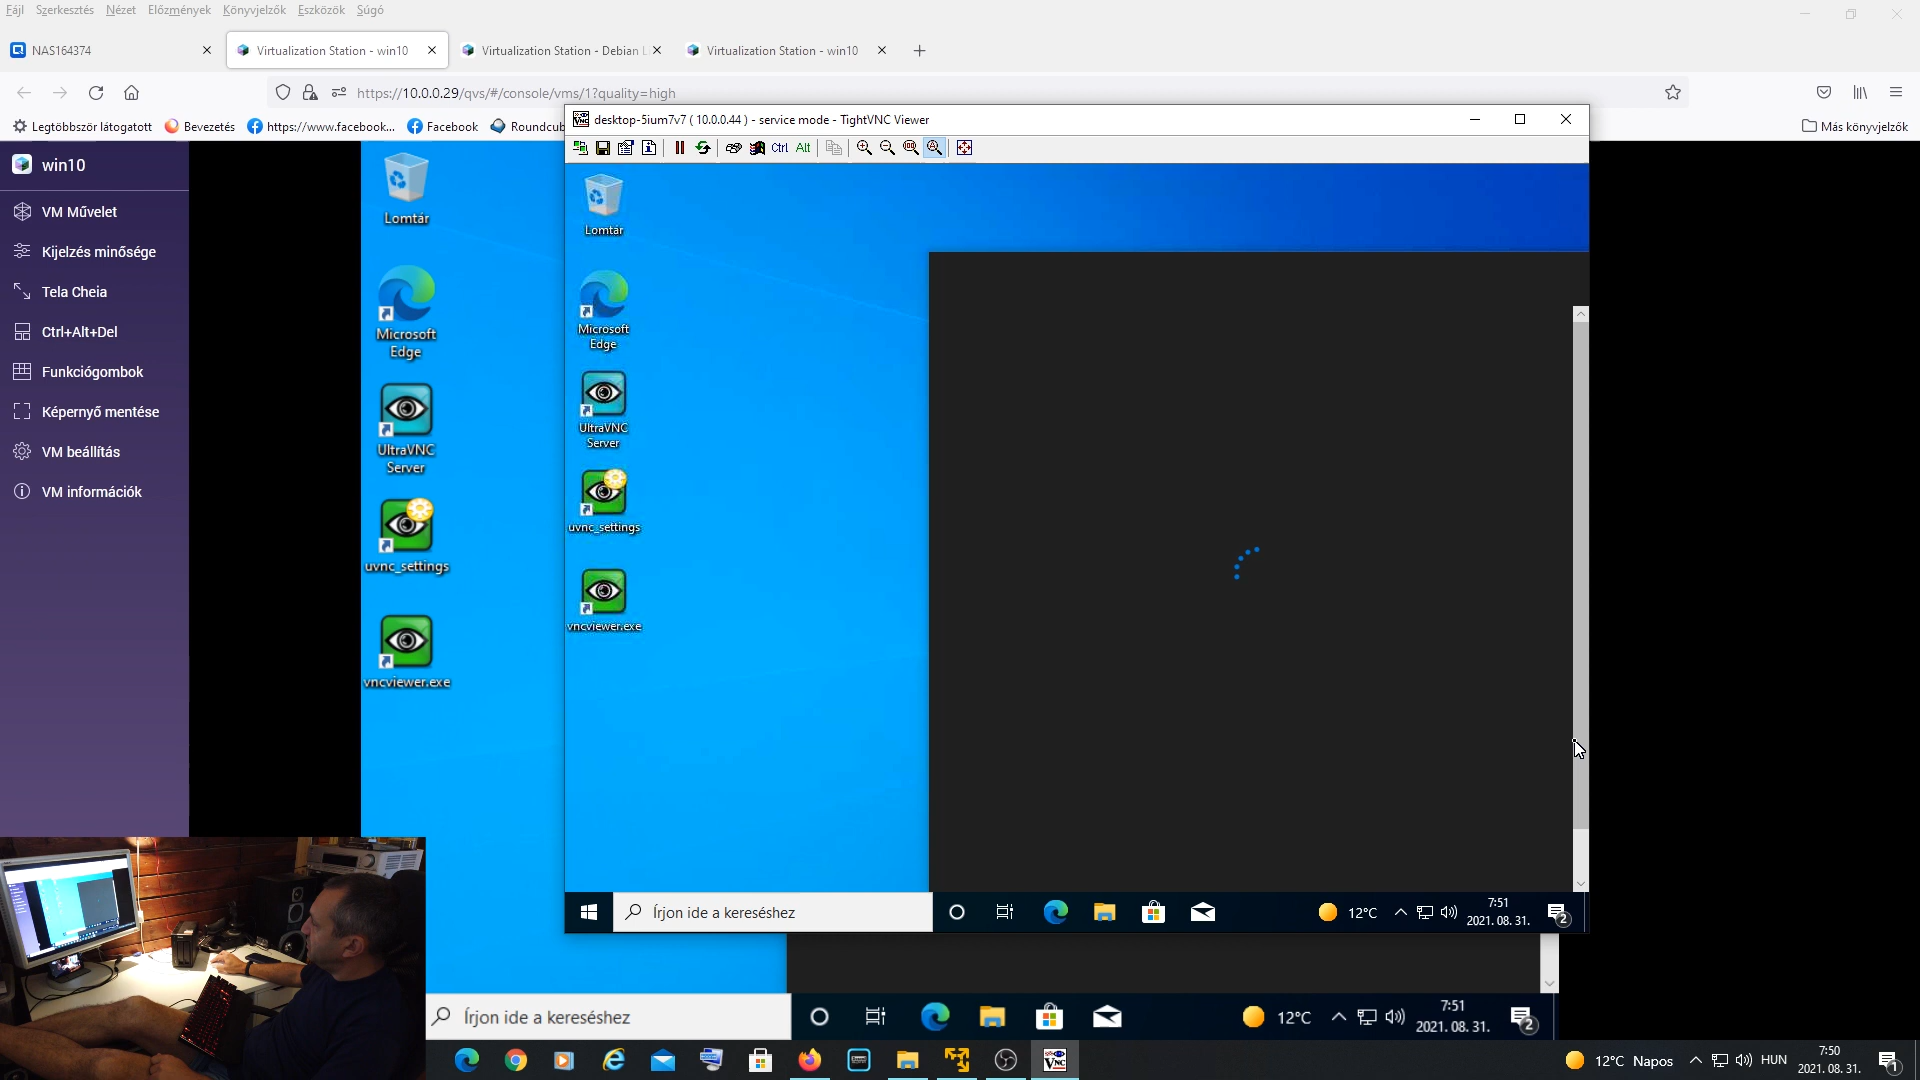 Fájl Szerkesztés Nézet Előzmények Könyvjelzők Eszközök Súgó
NAS164374
Virtualization Station - win10
Virtualization Station - Debian L
Virtualization Station - win10
https://10.0.0.29/qvs/#/console/vms/1?quality=high
Legtöbbször látogatott
Bevezetés
https://www.facebook...
Facebook
Roundcub
Más könyvjelzők
desktop-5ium7v7 ( 10.0.0.44 ) - service mode - TightVNC Viewer
Ctrl Alt
win10
VM Művelet
Kijelzés minősége
Tela Cheia
Ctrl+Alt+Del
Funkciógombok
Képernyő mentése
VM beállítás
VM információk
Lomtár
Microsoft
Edge
UltraVNC
Server
uvnc_settings
vncviewer.exe
Lomtár
Microsoft
Edge
UltraVNC
Server
uvnc_settings
vncviewer.exe
Írjon ide a kereséshez
12°C
7:51
2021. 08. 31.
2
Írjon ide a kereséshez
12°C
7:51
2021. 08. 31.
2
12°C Napos
HUN
7:50
2021. 08. 31.
1